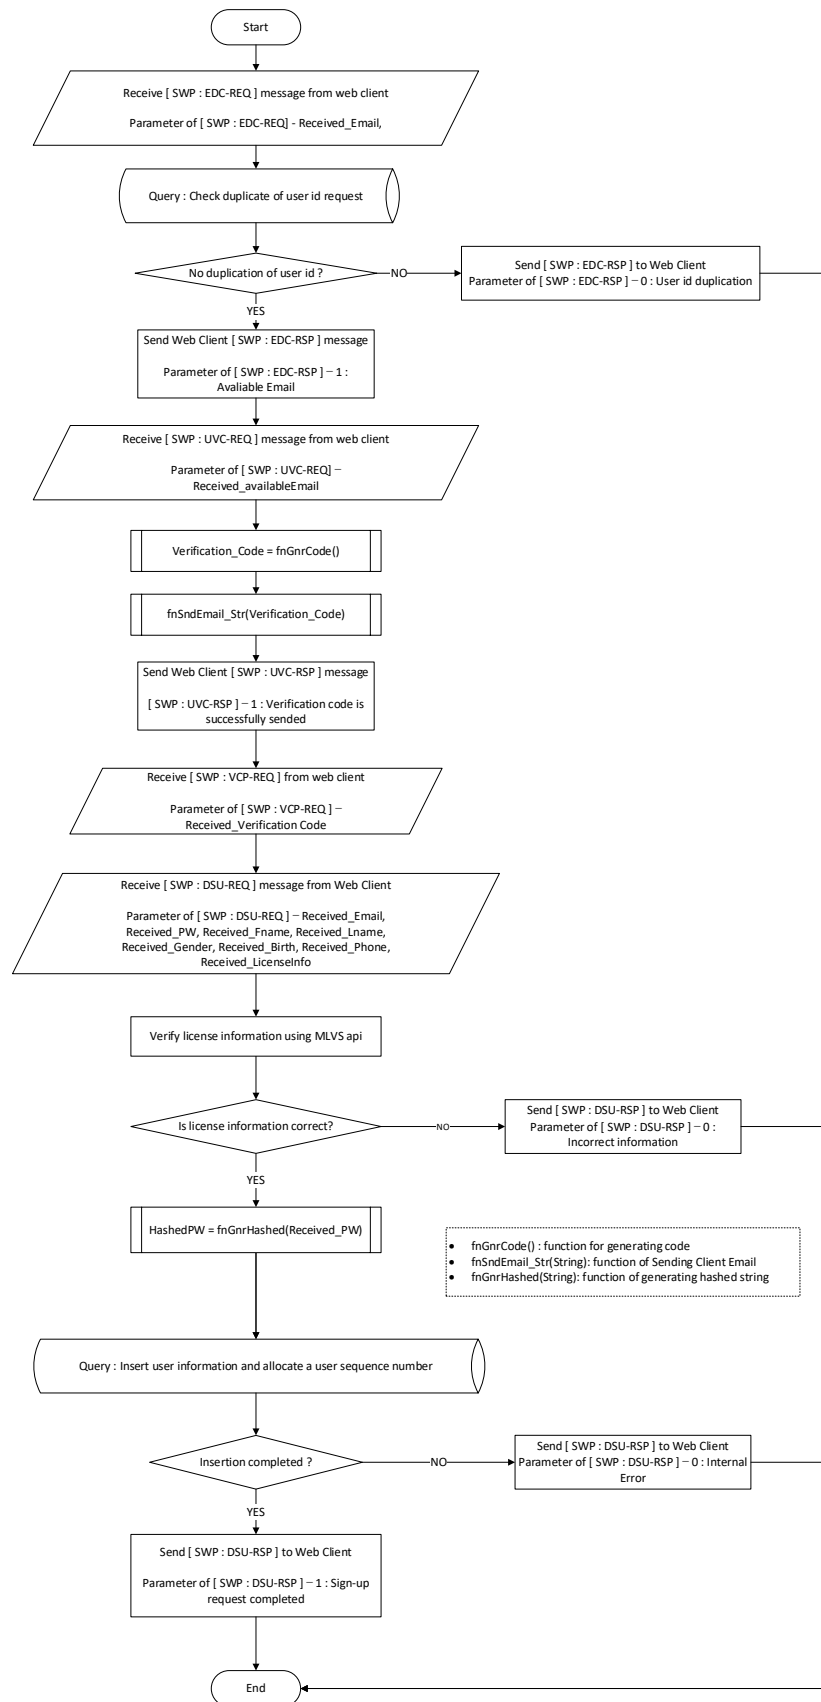 Start
Receive [ SWP : EDC-REQ ] message from web client
Parameter of [ SWP : EDC-REQ] - Received_Email,
Query : Check duplicate of user id request
No duplication of user id ?
NO
Send [ SWP : EDC-RSP ] to Web Client
Parameter of [ SWP : EDC-RSP ] – 0 : User id duplication
YES
Send Web Client [ SWP : EDC-RSP ] message
Parameter of [ SWP : EDC-RSP ] – 1 :
Avaliable Email
Receive [ SWP : UVC-REQ ] message from web client
Parameter of [ SWP : UVC-REQ] –
Received_availableEmail
Verification_Code = fnGnrCode()
fnSndEmail_Str(Verification_Code)
Send Web Client [ SWP : UVC-RSP ] message
[ SWP : UVC-RSP ] – 1 : Verification code is
successfully sended
Receive [ SWP : VCP-REQ ] from web client
Parameter of [ SWP : VCP-REQ ] –
Received_Verification Code
Receive [ SWP : DSU-REQ ] message from Web Client
Parameter of [ SWP : DSU-REQ ] – Received_Email,
Received_PW, Received_Fname, Received_Lname,
Received_Gender, Received_Birth, Received_Phone,
Received_LicenseInfo
Verify license information using MLVS api
Is license information correct?
NO
Send [ SWP : DSU-RSP ] to Web Client
Parameter of [ SWP : DSU-RSP ] – 0 :
Incorrect information
YES
HashedPW = fnGnrHashed(Received_PW)
• fnGnrCode() : function for generating code
• fnSndEmail_Str(String): function of Sending Client Email
• fnGnrHashed(String): function of generating hashed string
Query : Insert user information and allocate a user sequence number
Insertion completed ?
NO
Send [ SWP : DSU-RSP ] to Web Client
Parameter of [ SWP : DSU-RSP ] – 0 : Internal
Error
YES
Send [ SWP : DSU-RSP ] to Web Client
Parameter of [ SWP : DSU-RSP ] – 1 : Sign-up
request completed
End